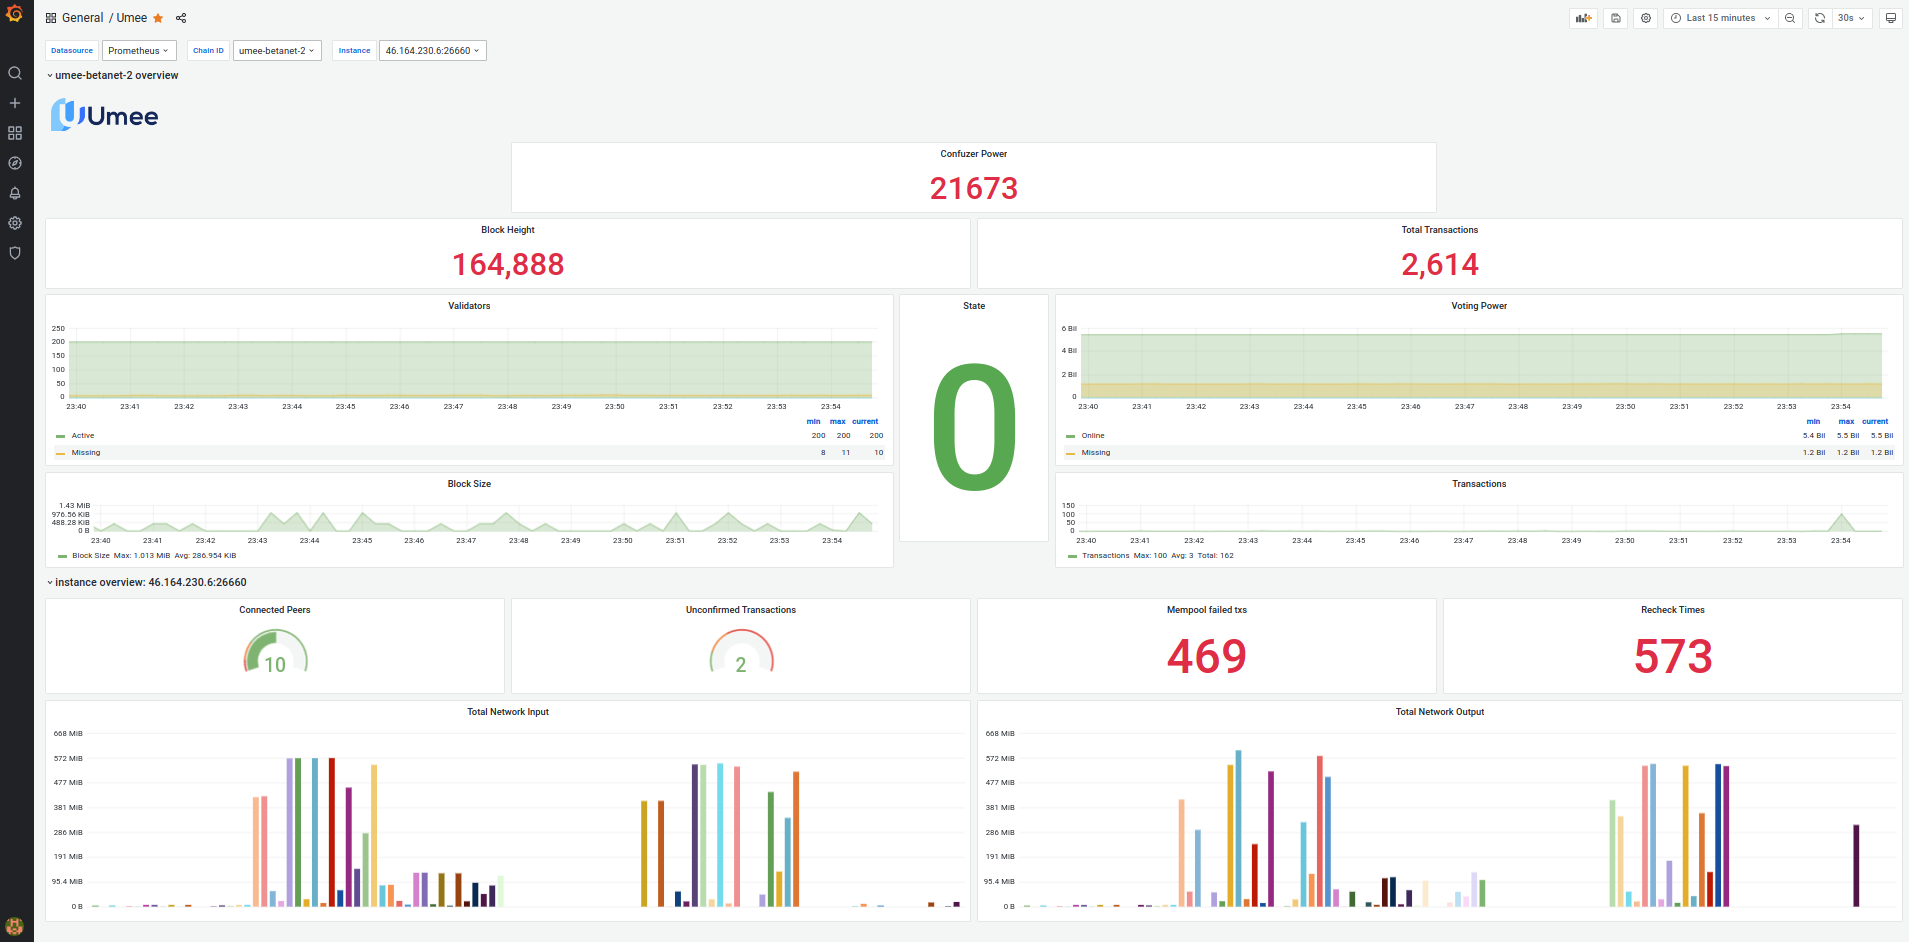 General / Umee
Last 15 minutes
30s
Datasource Prometheus Chain ID umee-betanet-2 Instance 46.164.230.6:26660
umee-betanet-2 overview
Umee
Confuzer Power
21673
Block Height
164,888
Total Transactions
2,614
Validators
250
200
150
100
50
0
23:40 23:41 23:42 23:43 23:44 23:45 23:46 23:47 23:48 23:49 23:50 23:51 23:52 23:53 23:54
min max current
Active 200 200 200
Missing 8 11 10
State
0
Voting Power
6 Bil
4 Bil
2 Bil
0
23:40 23:41 23:42 23:43 23:44 23:45 23:46 23:47 23:48 23:49 23:50 23:51 23:52 23:53 23:54
min max current
Online 5.4 Bil 5.5 Bil 5.5 Bil
Missing 1.2 Bil 1.2 Bil 1.2 Bil
Block Size
1.43 MiB
976.56 KiB
488.28 KiB
0 B
23:40 23:41 23:42 23:43 23:44 23:45 23:46 23:47 23:48 23:49 23:50 23:51 23:52 23:53 23:54
Block Size Max: 1.013 MiB Avg: 286.954 KiB
Transactions
150
100
50
0
23:40 23:41 23:42 23:43 23:44 23:45 23:46 23:47 23:48 23:49 23:50 23:51 23:52 23:53 23:54
Transactions Max: 100 Avg: 3 Total: 162
instance overview: 46.164.230.6:26660
Connected Peers
10
Unconfirmed Transactions
2
Mempool failed txs
469
Recheck Times
573
Total Network Input
668 MiB
572 MiB
477 MiB
381 MiB
286 MiB
191 MiB
95.4 MiB
0 B
Total Network Output
668 MiB
572 MiB
477 MiB
381 MiB
286 MiB
191 MiB
95.4 MiB
0 B